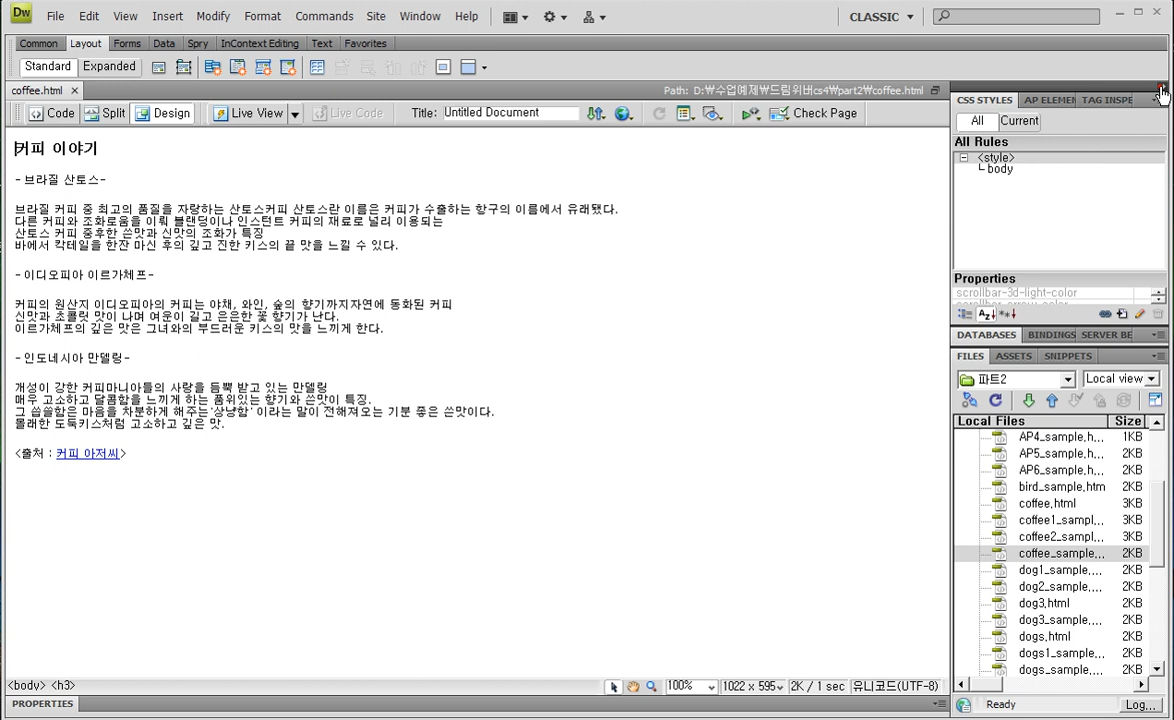 Dw File Edit View Insert Modify Format Commands Site Window Help CLASSIC
Common Layout Forms Data Spry InContext Editing Text Favorites
Standard Expanded
coffee.html × Path: D:₩수업예제₩드림위버cs4₩part2₩coffee.html
Code Split Design Live View Live Code Title: Untitled Document Check Page
커피 이야기
-브라질 산토스-
브라질 커피 중 최고의 품질을 자랑하는 산토스커피 산토스란 이름은 커피가 수출하는 항구의 이름에서 유래됐다.
다른 커피와 조화로움을 이뤄 블랜딩이나 인스턴트 커피의 재료로 널리 이용되는
산토스 커피 중후한 쓴맛과 신맛의 조화가 특징
바에서 칵테일을 한잔 마신 후의 깊고 진한 키스의 끝 맛을 느낄 수 있다.
-이디오피아 이르가체프-
커피의 원산지 이디오피아의 커피는 야채, 와인, 숲의 향기까지자연에 동화된 커피
신맛과 초콜릿 맛이 나며 여운이 길고 은은한 꽃 향기가 난다.
이르가체프의 깊은 맛은 그녀와의 부드러운 키스의 맛을 느끼게 한다.
-인도네시아 만델링-
개성이 강한 커피마니아들의 사랑을 듬뿍 받고 있는 만델링
매우 고소하고 달콤함을 느끼게 하는 품위있는 향기와 쓴맛이 특징.
그 씁쓸함은 마음을 차분하게 해주는'상냥함' 이라는 말이 전해져오는 기분 좋은 쓴맛이다.
몰래한 도둑키스처럼 고소하고 깊은 맛.
<출처 : 커피 아저씨>
<body> <h3> 100% 1022 x 595 2K / 1 sec 유니코드(UTF-8)
PROPERTIES
CSS STYLES AP ELEMEN TAG INSPE
All Current
All Rules
<style>
body
Properties
scrollbar-3d-light-color
DATABASES BINDINGS SERVER BE
FILES ASSETS SNIPPETS
파트2 Local view
Local Files Size
AP4_sample,h... 1KB
AP5_sample,h... 2KB
AP6_sample,h... 2KB
bird_sample,htm 2KB
coffee,html 3KB
coffee1_sampl... 3KB
coffee2_sampl... 3KB
coffee_sample,... 2KB
dog1_sample,... 2KB
dog2_sample,... 2KB
dog3,html 2KB
dog3_sample,... 2KB
dogs,html 2KB
dogs1_sample,... 2KB
dogs_sample,... 2KB
Ready Log...